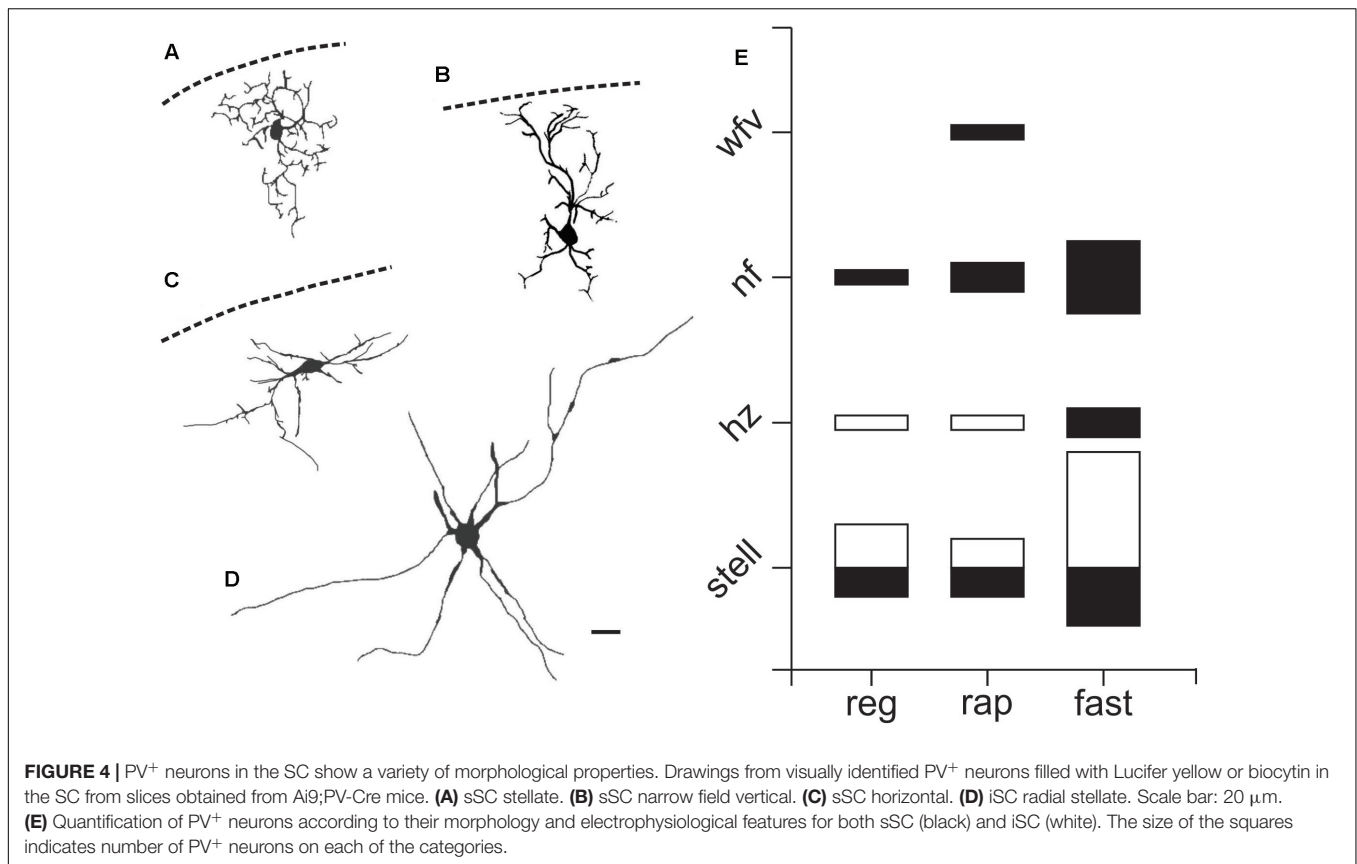 A
B
C
D
E
wfv
nf
hz
stell
reg rap fast
FIGURE 4 | PV⁺ neurons in the SC show a variety of morphological properties. Drawings from visually identified PV⁺ neurons filled with Lucifer yellow or biocytin in
the SC from slices obtained from Ai9;PV-Cre mice. (A) sSC stellate. (B) sSC narrow field vertical. (C) sSC horizontal. (D) iSC radial stellate. Scale bar: 20 μm.
(E) Quantification of PV⁺ neurons according to their morphology and electrophysiological features for both sSC (black) and iSC (white). The size of the squares
indicates number of PV⁺ neurons on each of the categories.